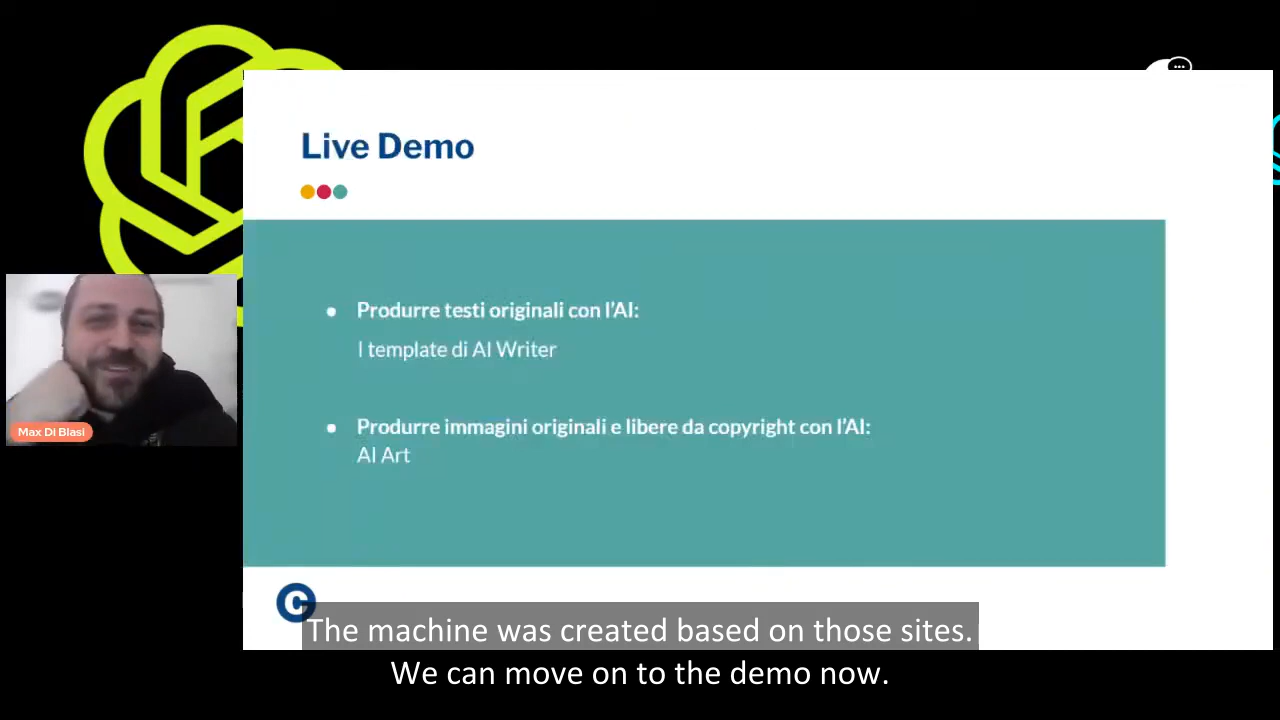 Live Demo
Produrre testi originali con l'AI:
I template di AI Writer
Produrre immagini originali e libere da copyright con l'AI:
AI Art
Max Di Blasi
C
The machine was created based on those sites.
We can move on to the demo now.